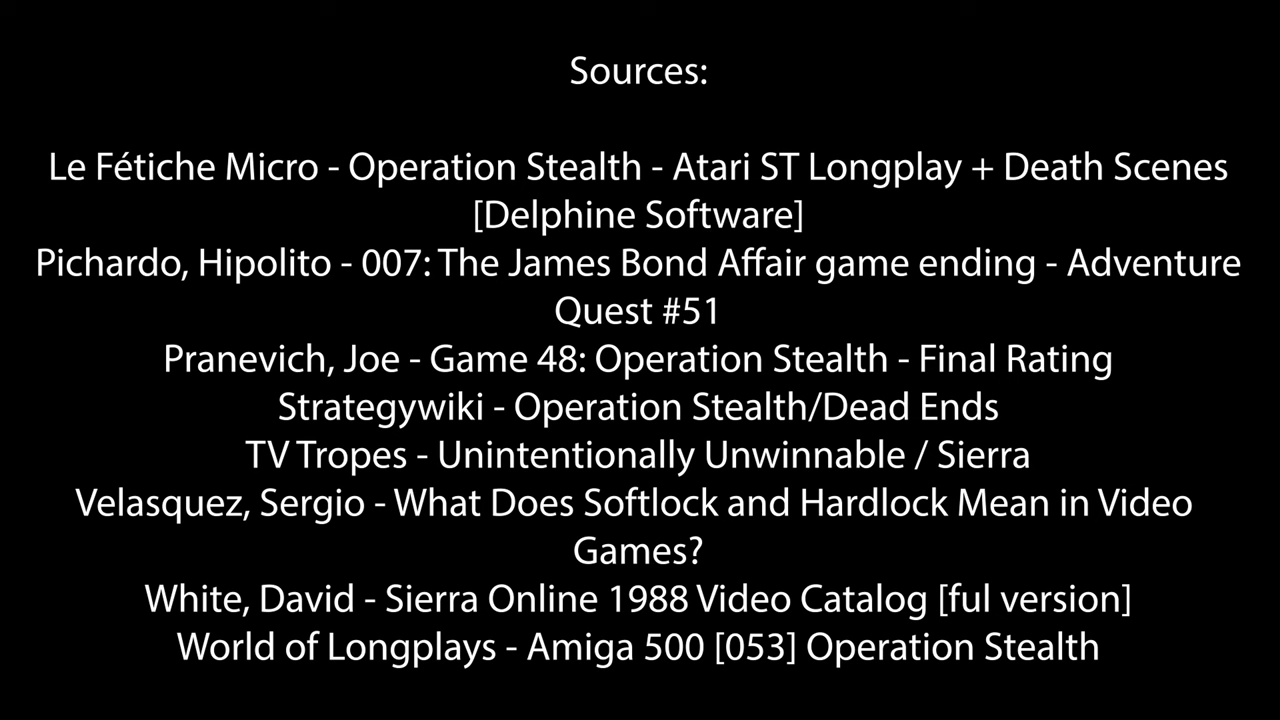 Sources:
Le Fétiche Micro - Operation Stealth - Atari ST Longplay + Death Scenes
[Delphine Software]
Pichardo, Hipolito - 007: The James Bond Affair game ending - Adventure
Quest #51
Pranevich, Joe - Game 48: Operation Stealth - Final Rating
Strategywiki - Operation Stealth/Dead Ends
TV Tropes - Unintentionally Unwinnable / Sierra
Velasquez, Sergio - What Does Softlock and Hardlock Mean in Video
Games?
White, David - Sierra Online 1988 Video Catalog [ful version]
World of Longplays - Amiga 500 [053] Operation Stealth